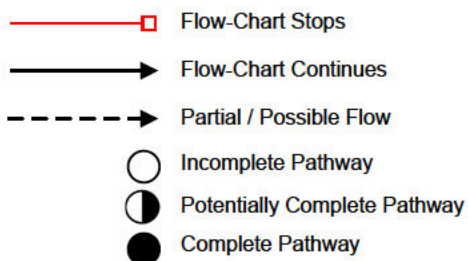 Flow-Chart Stops
Flow-Chart Continues
Partial / Possible Flow
Incomplete Pathway
Potentially Complete Pathway
Complete Pathway